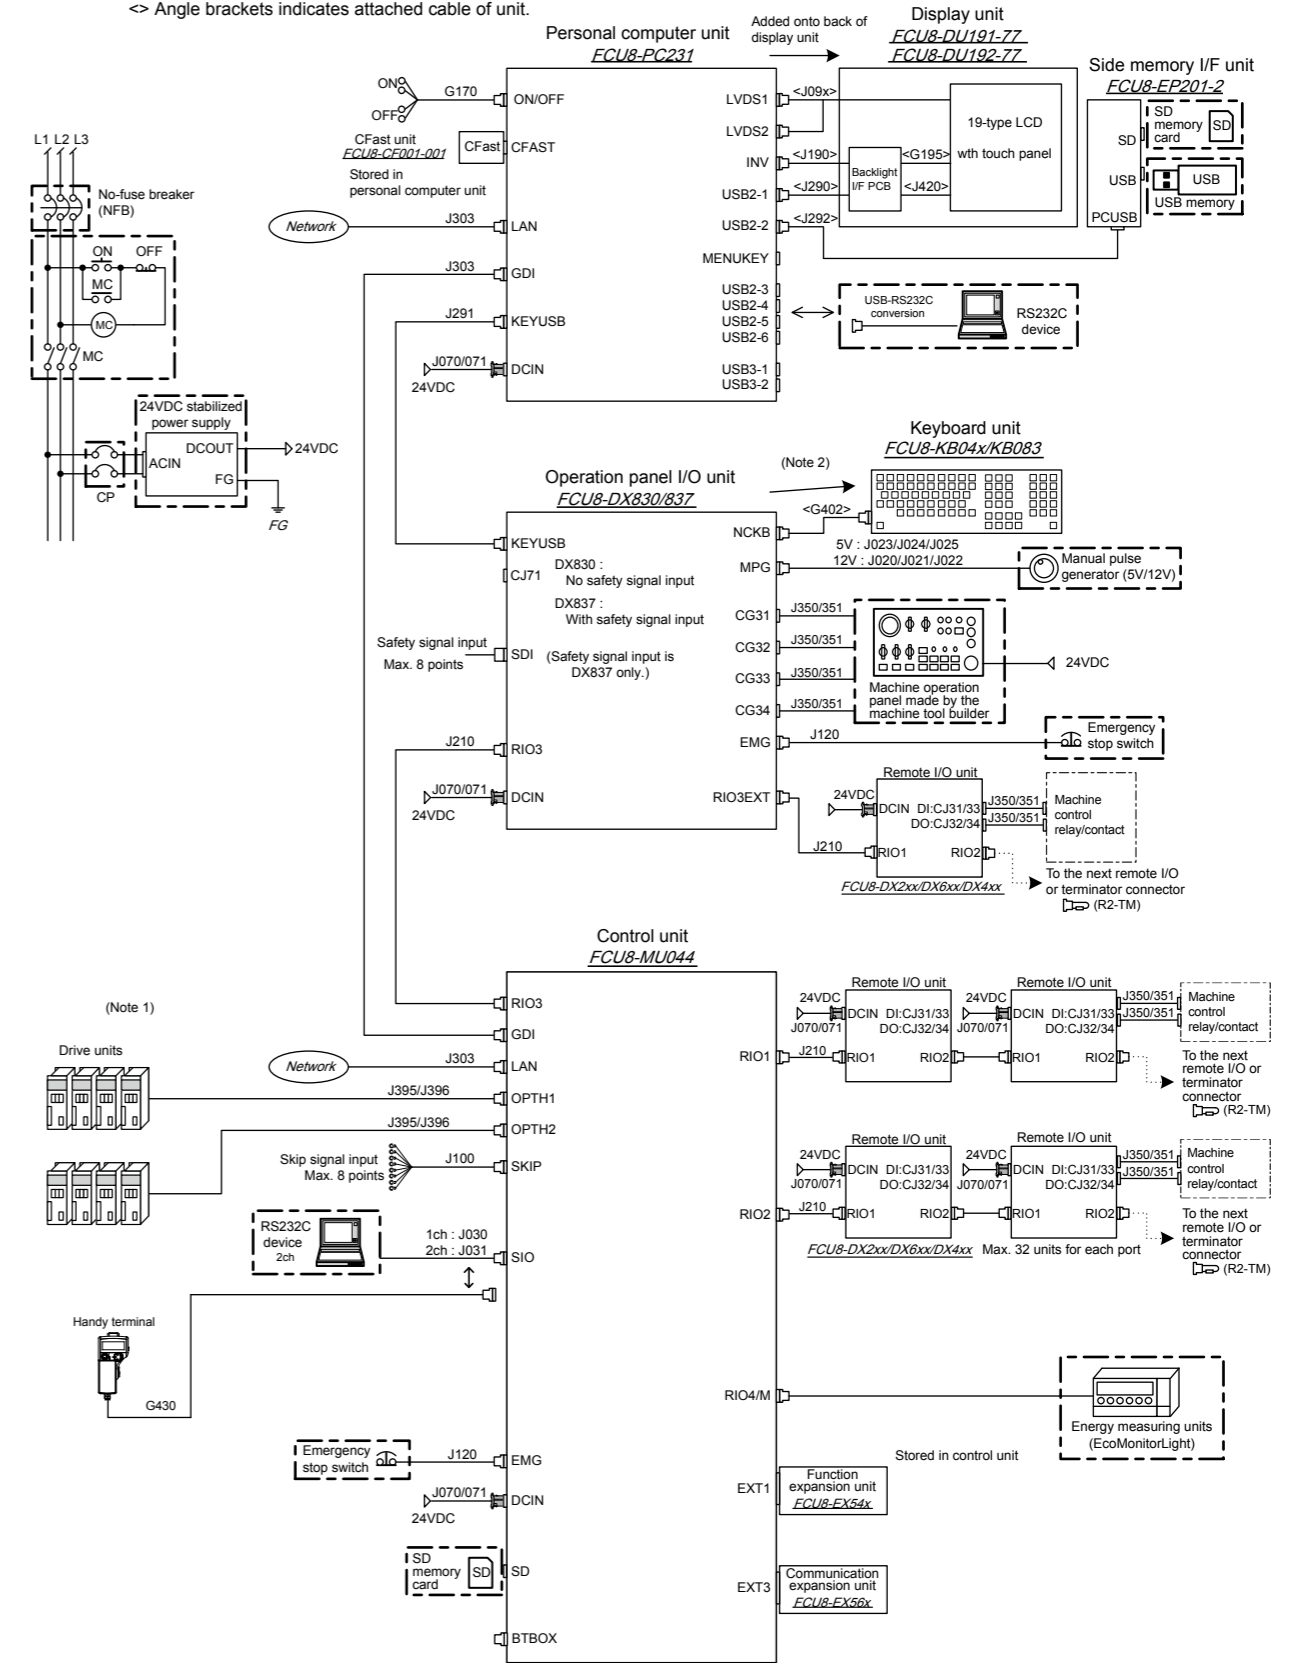 <> Angle brackets indicates attached cable of unit.
Personal computer unit
FCU8-PC231
Added onto back of
display unit
Display unit
FCU8-DU191-77
FCU8-DU192-77
Side memory I/F unit
FCU8-EP201-2
ON
OFF
G170
ON/OFF
CFast unit
FCU8-CF001-001
CFast
CFAST
Stored in
personal computer unit
Network
J303
LAN
J303
GDI
J291
KEYUSB
J070/071
DCIN
24VDC
LVDS1
<J09x>
LVDS2
INV
<J190>
USB2-1
<J290>
USB2-2
<J292>
MENUKEY
USB2-3
USB2-4
USB2-5
USB2-6
USB3-1
USB3-2
Backlight
I/F PCB
<G195>
<J420>
19-type LCD
wth touch panel
SD
USB
PCUSB
SD
memory
card
SD
USB
USB memory
USB-RS232C
conversion
RS232C
device
L1 L2 L3
No-fuse breaker
(NFB)
ON
OFF
MC
MC
MC
24VDC stabilized
power supply
DCOUT
24VDC
ACIN
FG
CP
FG
Operation panel I/O unit
FCU8-DX830/837
(Note 2)
Keyboard unit
FCU8-KB04x/KB083
KEYUSB
CJ71
DX830 :
No safety signal input
DX837 :
With safety signal input
Safety signal input
Max. 8 points
SDI
(Safety signal input is
DX837 only.)
J210
RIO3
J070/071
DCIN
24VDC
NCKB
<G402>
5V : J023/J024/J025
MPG
12V : J020/J021/J022
Manual pulse
generator (5V/12V)
CG31
J350/351
CG32
J350/351
CG33
J350/351
CG34
J350/351
24VDC
Machine operation
panel made by the
machine tool builder
EMG
J120
Emergency
stop switch
RIO3EXT
J210
Remote I/O unit
24VDC
DCIN
DI:CJ31/33
DO:CJ32/34
J350/351
J350/351
RIO1
RIO2
Machine
control
relay/contact
FCU8-DX2xx/DX6xx/DX4xx
To the next remote I/O
or terminator connector
(R2-TM)
Control unit
FCU8-MU044
(Note 1)
Drive units
RIO3
GDI
Network
J303
LAN
J395/J396
OPTH1
J395/J396
OPTH2
Skip signal input
Max. 8 points
J100
SKIP
RS232C
device
2ch
1ch : J030
2ch : J031
SIO
Handy terminal
G430
Emergency
stop switch
J120
EMG
J070/071
DCIN
24VDC
SD
memory
card
SD
SD
BTBOX
RIO1
J210
Remote I/O unit
24VDC
J070/071
DCIN
DI:CJ31/33
DO:CJ32/34
RIO1
RIO2
Remote I/O unit
24VDC
J070/071
DCIN
DI:CJ31/33
DO:CJ32/34
J350/351
J350/351
RIO1
RIO2
Machine
control
relay/contact
To the next
remote I/O or
terminator
connector
(R2-TM)
RIO2
J210
Remote I/O unit
24VDC
J070/071
DCIN
DI:CJ31/33
DO:CJ32/34
RIO1
RIO2
Remote I/O unit
24VDC
J070/071
DCIN
DI:CJ31/33
DO:CJ32/34
J350/351
J350/351
RIO1
RIO2
Machine
control
relay/contact
To the next
remote I/O or
terminator
connector
(R2-TM)
FCU8-DX2xx/DX6xx/DX4xx
Max. 32 units for each port
RIO4/M
Energy measuring units
(EcoMonitorLight)
Stored in control unit
EXT1
Function
expansion unit
FCU8-EX54x
EXT3
Communication
expansion unit
FCU8-EX56x